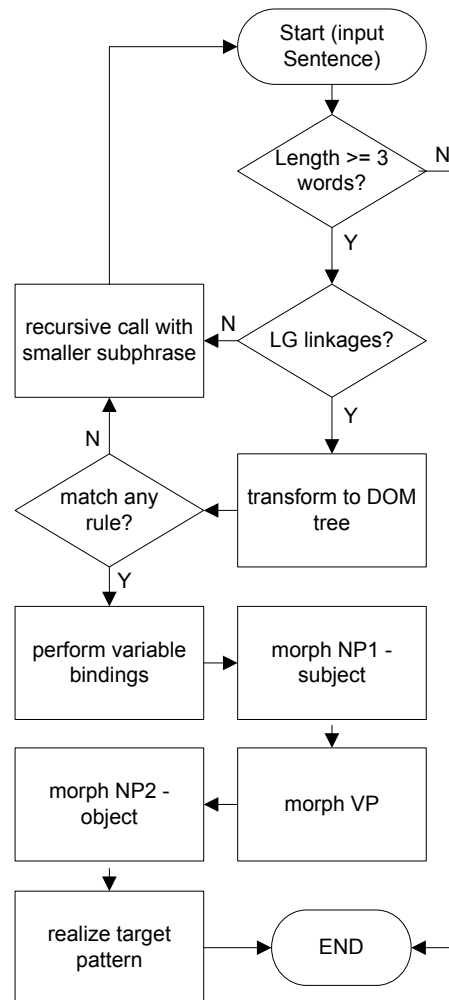 Start (input
Sentence)
Length >= 3
words?
N
Y
recursive call with
smaller subphrase
N
LG linkages?
Y
N
match any
rule?
transform to DOM
tree
Y
perform variable
bindings
morph NP1 -
subject
morph NP2 -
object
morph VP
realize target
pattern
END